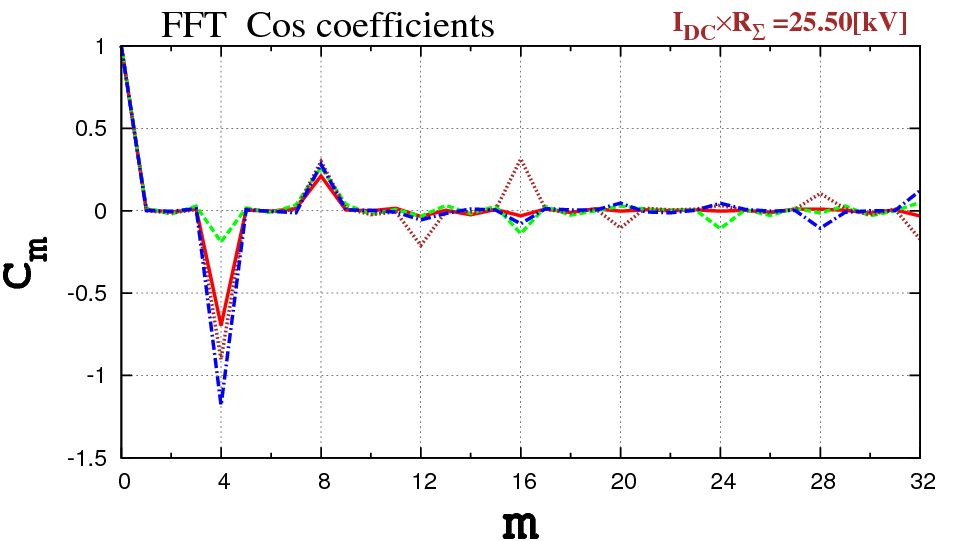 FFT Cos coefficients
I_DC×R_Σ =25.50[kV]
1
0.5
0
-0.5
-1
-1.5
C_m
0 4 8 12 16 20 24 28 32
m